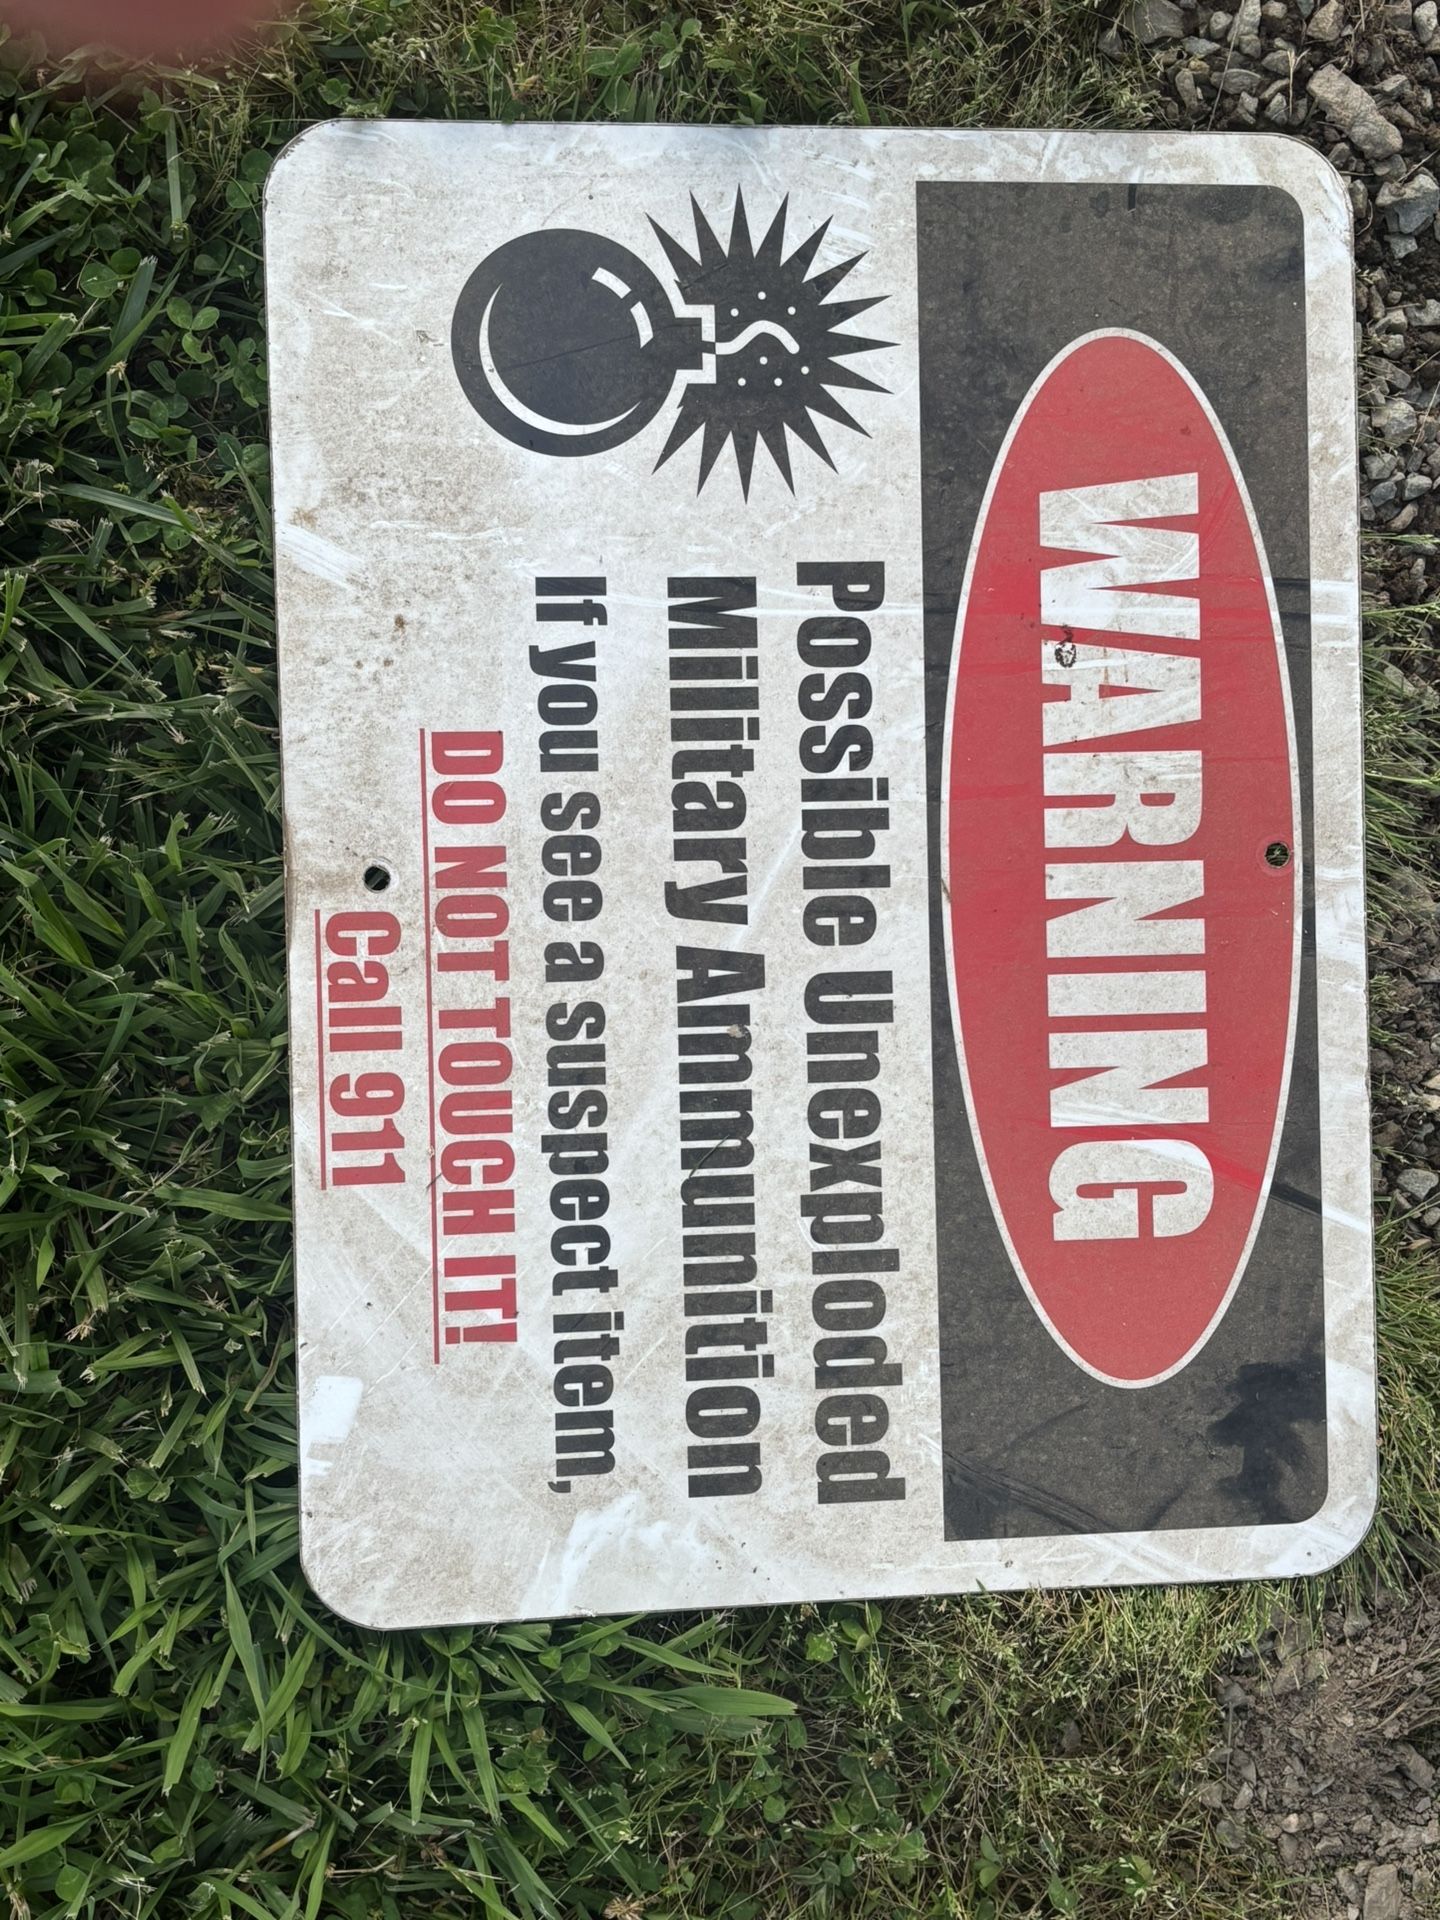 WARNING
Possible Unexploded
Military Ammunition
If you see a suspect item,
DO NOT TOUCH IT!
Call 911